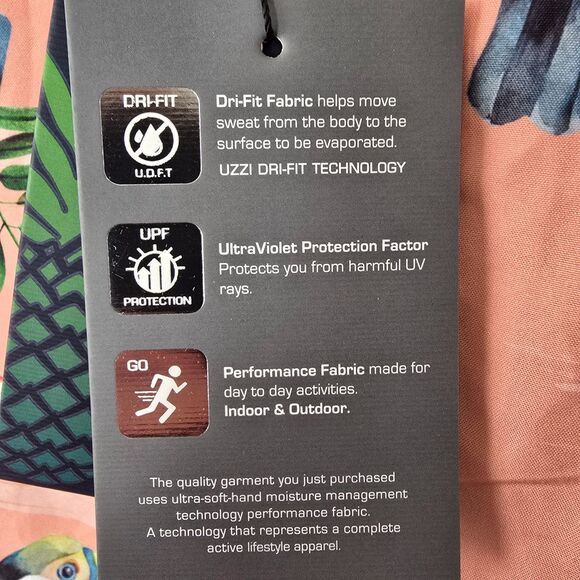 DRI-FIT
U.D.F.T
Dri-Fit Fabric helps move
sweat from the body to the
surface to be evaporated.
UZZI DRI-FIT TECHNOLOGY
UPF
PROTECTION
UltraViolet Protection Factor
Protects you from harmful UV
rays.
GO
Performance Fabric made for
day to day activities.
Indoor & Outdoor.
The quality garment you just purchased
uses ultra-soft-hand moisture management
technology performance fabric.
A technology that represents a complete
active lifestyle apparel.